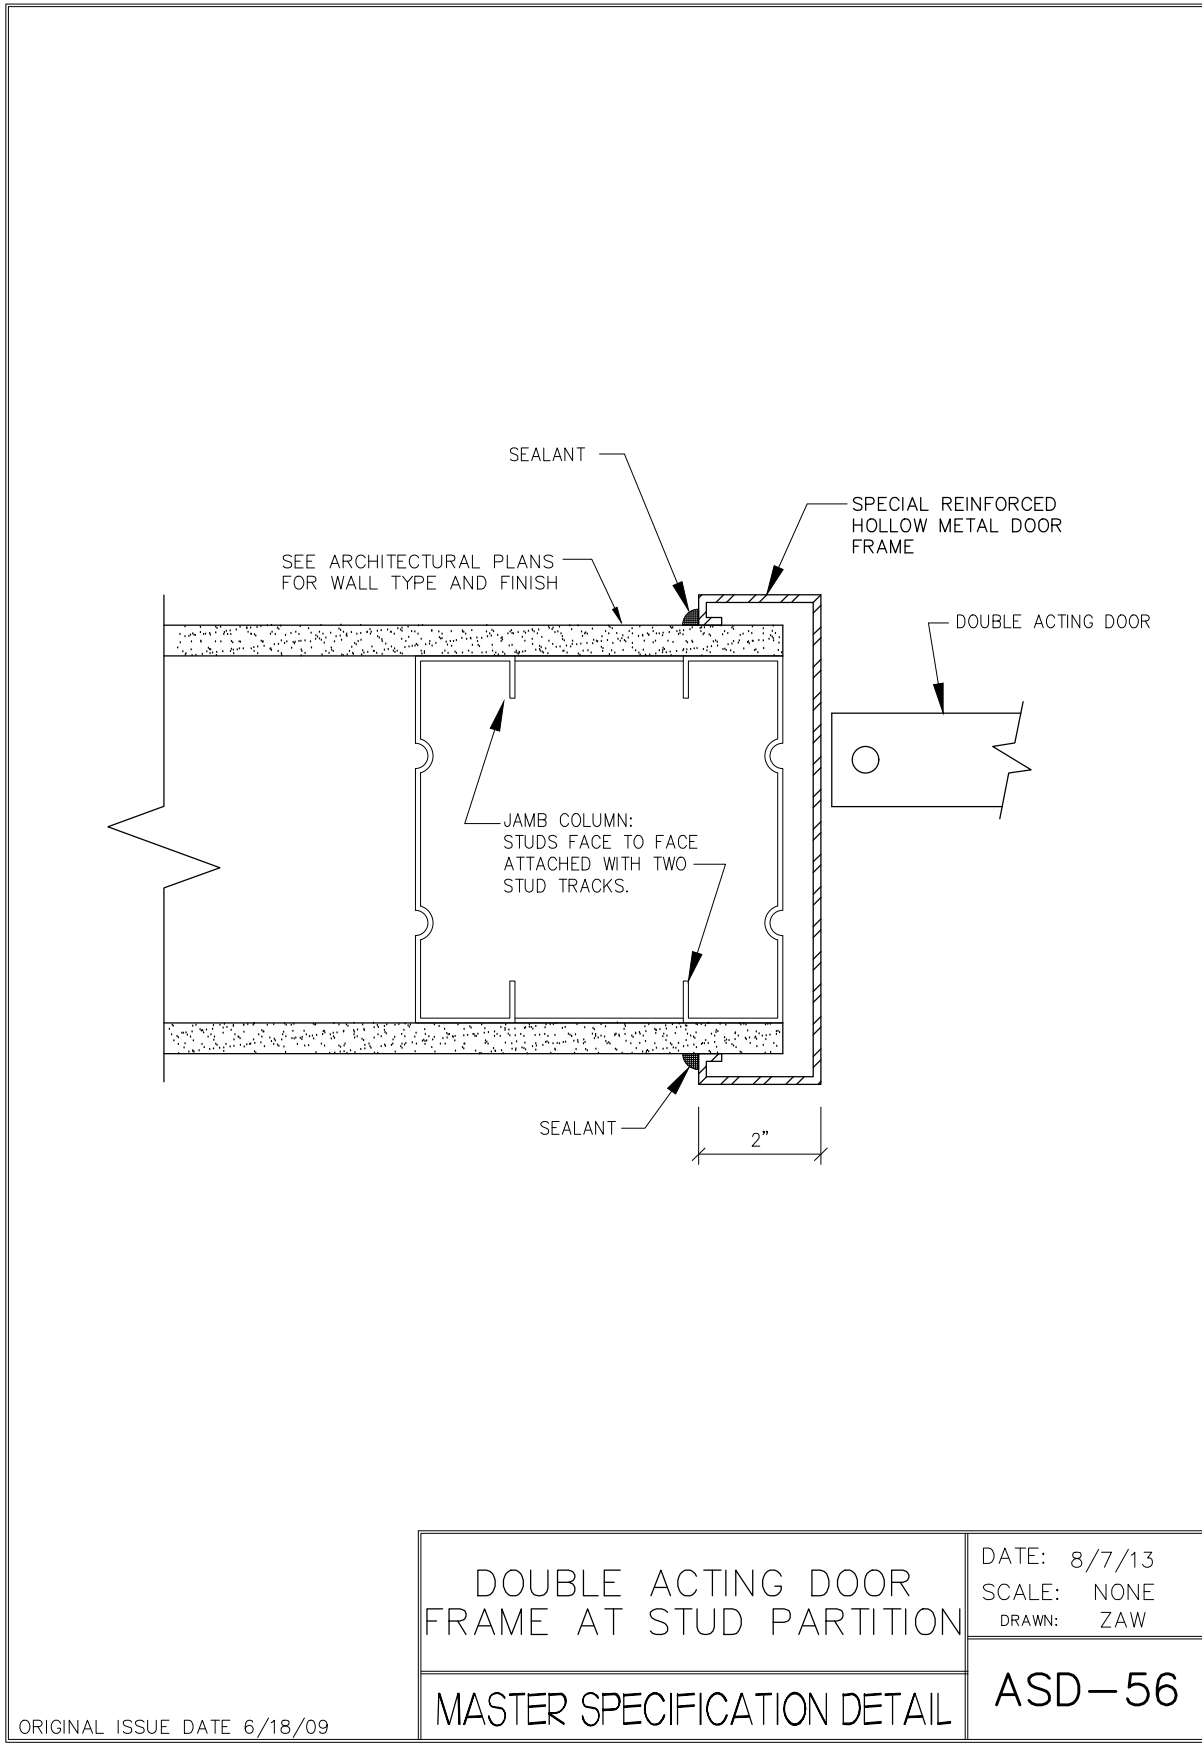 SEALANT
SPECIAL REINFORCED
HOLLOW METAL DOOR
FRAME
SEE ARCHITECTURAL PLANS
FOR WALL TYPE AND FINISH
DOUBLE ACTING DOOR
JAMB COLUMN:
STUDS FACE TO FACE
ATTACHED WITH TWO
STUD TRACKS.
SEALANT
2"
DOUBLE ACTING DOOR
FRAME AT STUD PARTITION
MASTER SPECIFICATION DETAIL
DATE: 8/7/13
SCALE: NONE
DRAWN: ZAW
ASD-56
ORIGINAL ISSUE DATE 6/18/09